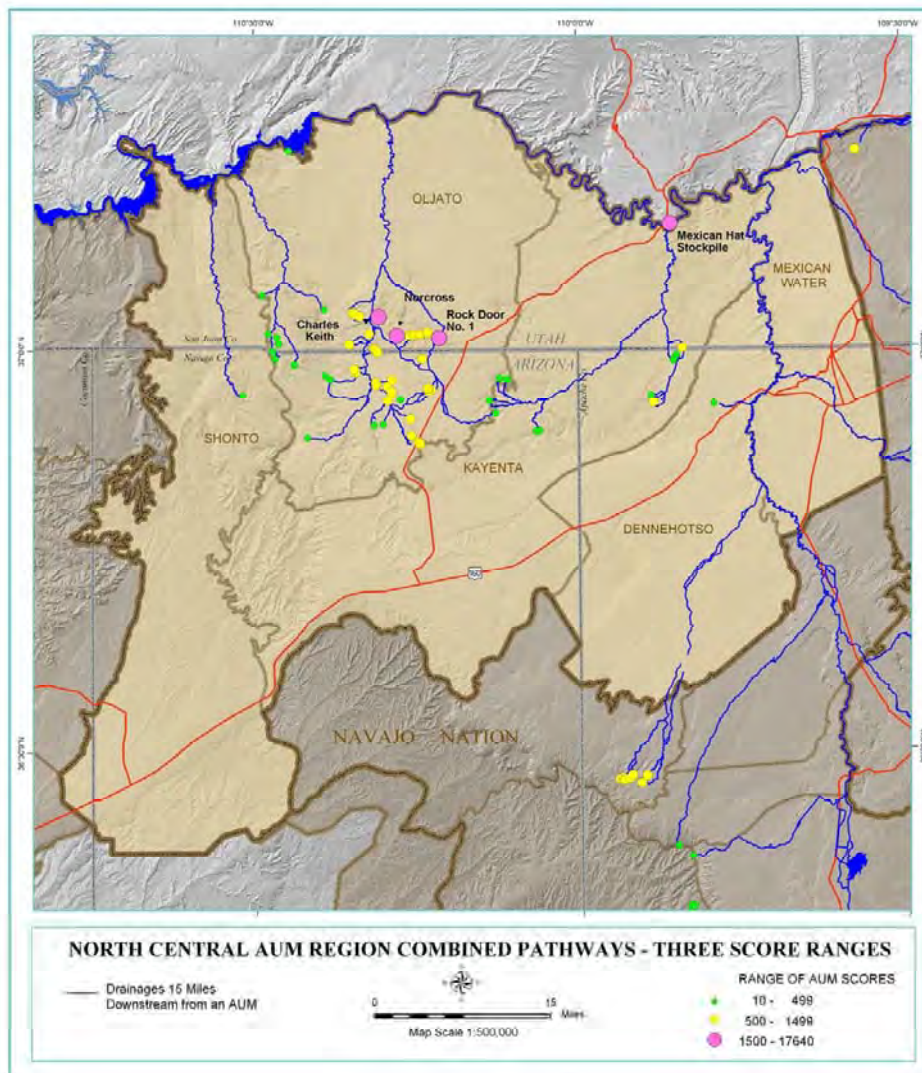 110°30'0"W
110°0'0"W
109°30'0"W
OLJATO
Mexican Hat
Stockpile
MEXICAN
WATER
Norcross
Rock Door
No. 1
Charles
Keith
San Juan Co.
Navajo Co.
UTAH
ARIZONA
SHONTO
KAYENTA
DENNEHOTSO
160
NAVAJO NATION
36°30'0"N
NORTH CENTRAL AUM REGION COMBINED PATHWAYS - THREE SCORE RANGES
Drainages 15 Miles
Downstream from an AUM
0 15
Miles
Map Scale 1:500,000
RANGE OF AUM SCORES
10 - 499
500 - 1499
1500 - 17640